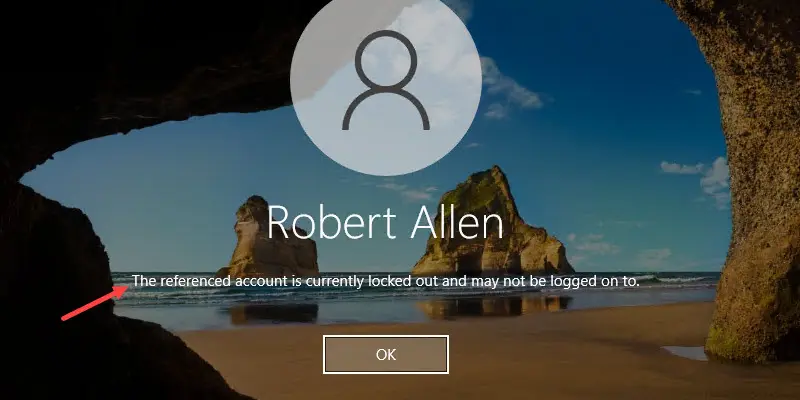 Robert Allen
The referenced account is currently locked out and may not be logged on to.
OK